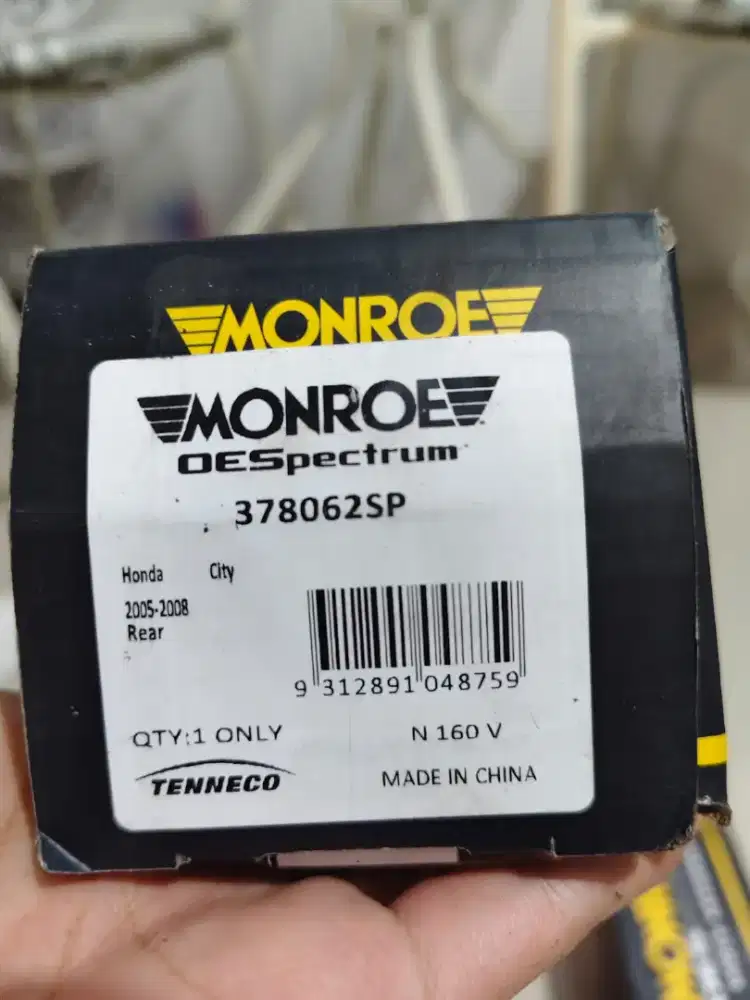 MONROE
MONROE
OESpectrum
378062SP
Honda City
2005-2008
Rear
9 312891 048759
QTY:1 ONLY
N 160 V
TENNECO
MADE IN CHINA